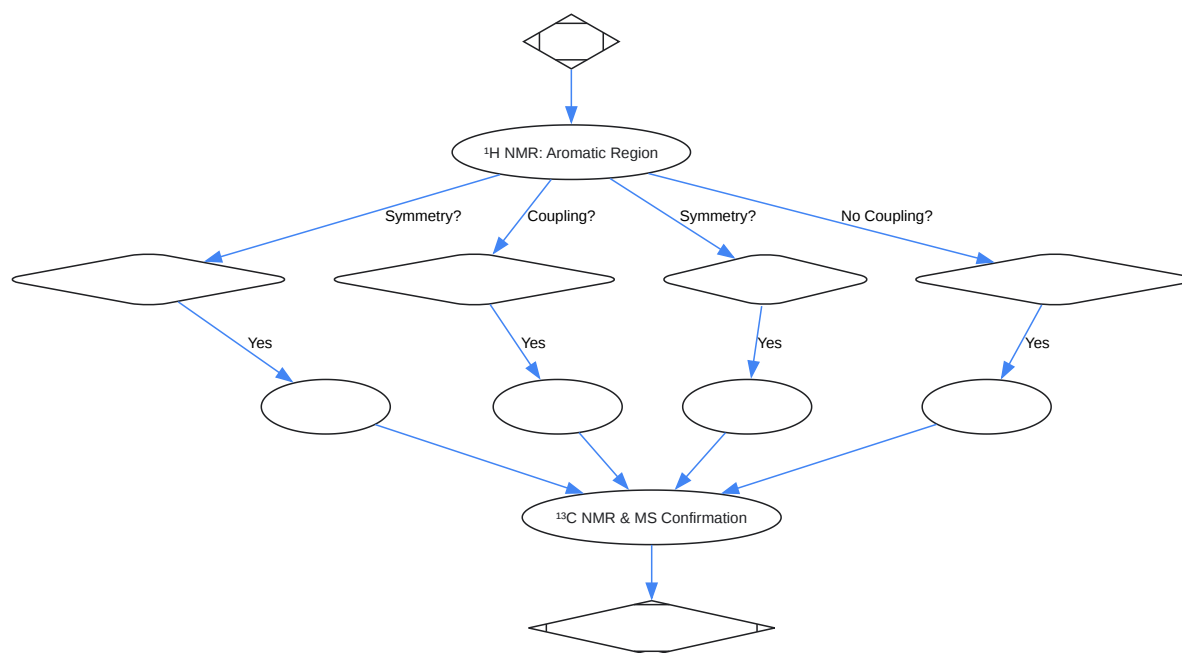 ¹H NMR: Aromatic Region
Symmetry?
Coupling?
Symmetry?
No Coupling?
Yes
Yes
Yes
Yes
¹³C NMR & MS Confirmation